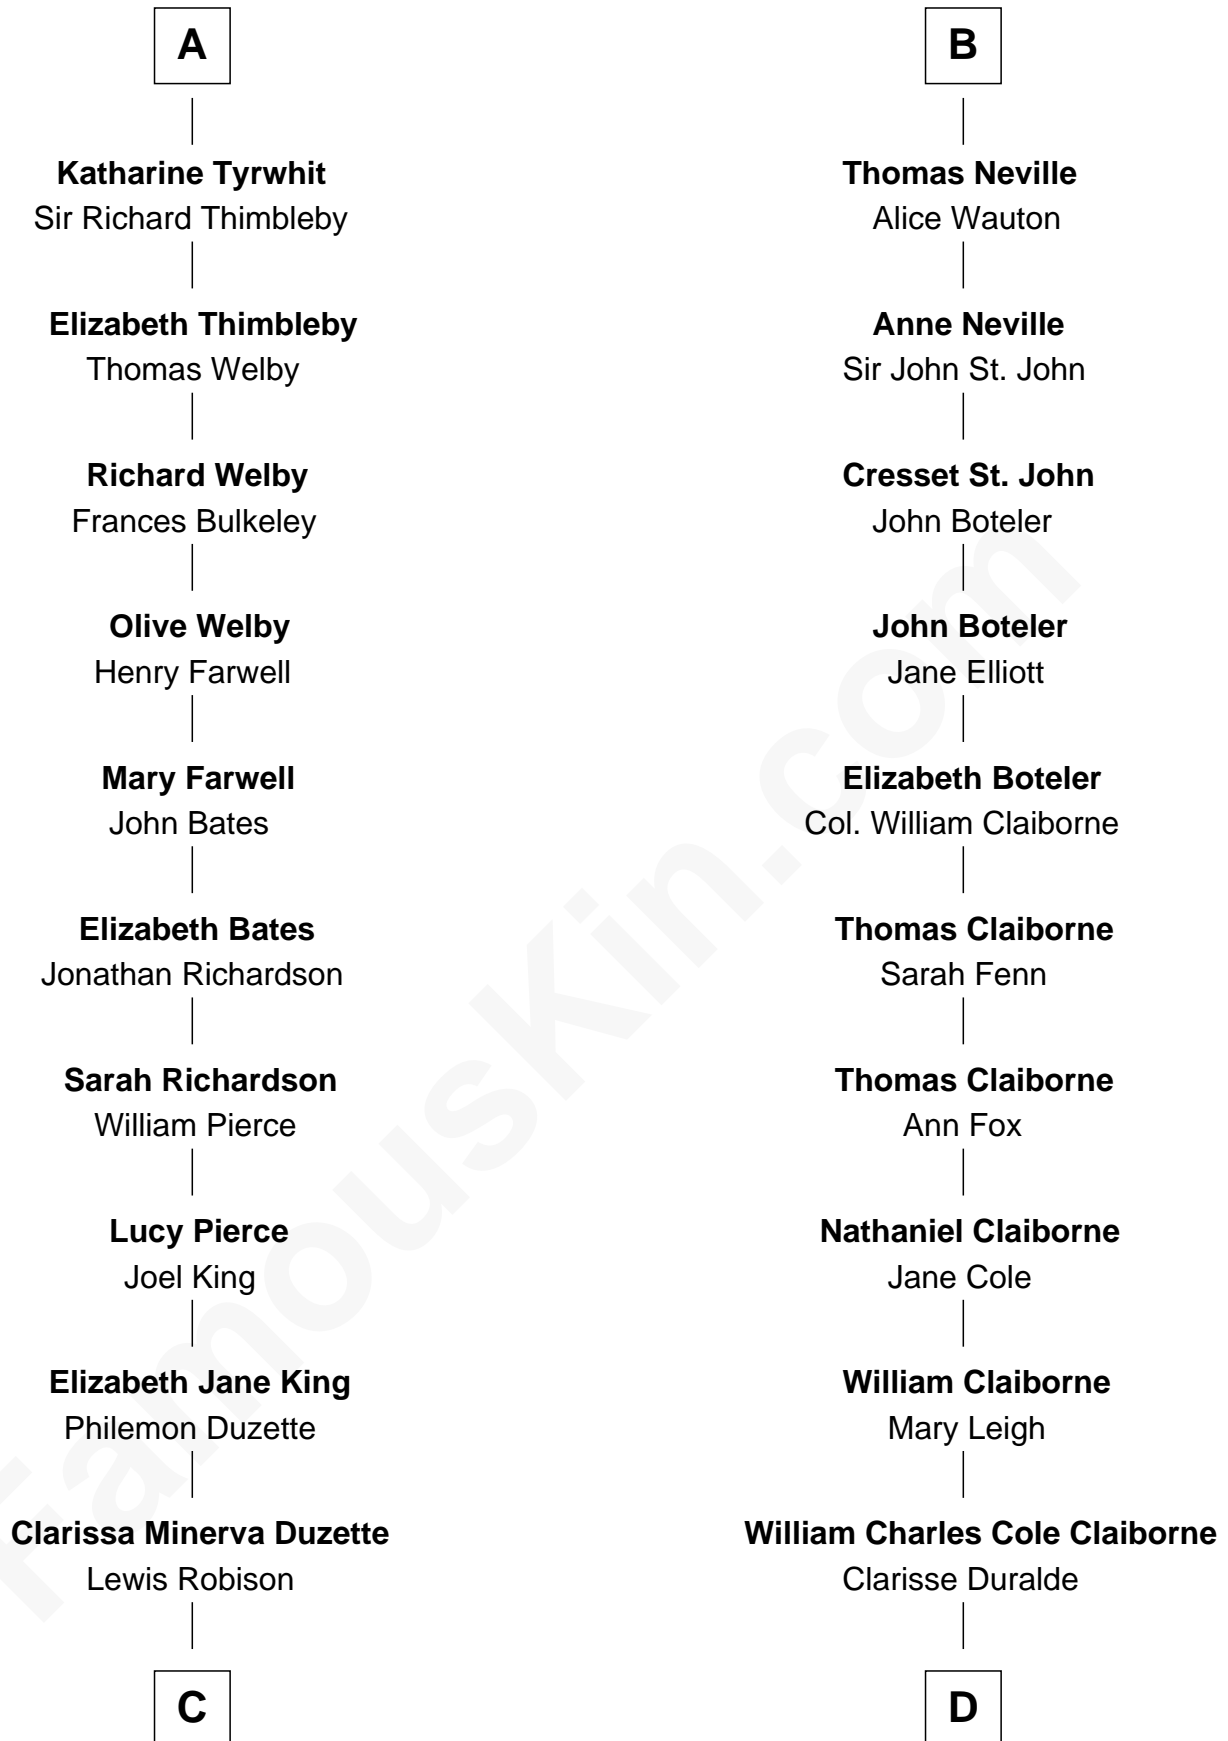 A
Katharine Tyrwhit
Sir Richard Thimbleby
Elizabeth Thimbleby
Thomas Welby
Richard Welby
Frances Bulkeley
Olive Welby
Henry Farwell
Mary Farwell
John Bates
Elizabeth Bates
Jonathan Richardson
Sarah Richardson
William Pierce
Lucy Pierce
Joel King
Elizabeth Jane King
Philemon Duzette
Clarissa Minerva Duzette
Lewis Robison
C
B
Thomas Neville
Alice Wauton
Anne Neville
Sir John St. John
Cresset St. John
John Boteler
John Boteler
Jane Elliott
Elizabeth Boteler
Col. William Claiborne
Thomas Claiborne
Sarah Fenn
Thomas Claiborne
Ann Fox
Nathaniel Claiborne
Jane Cole
William Claiborne
Mary Leigh
William Charles Cole Claiborne
Clarisse Duralde
D
FamousKin.com